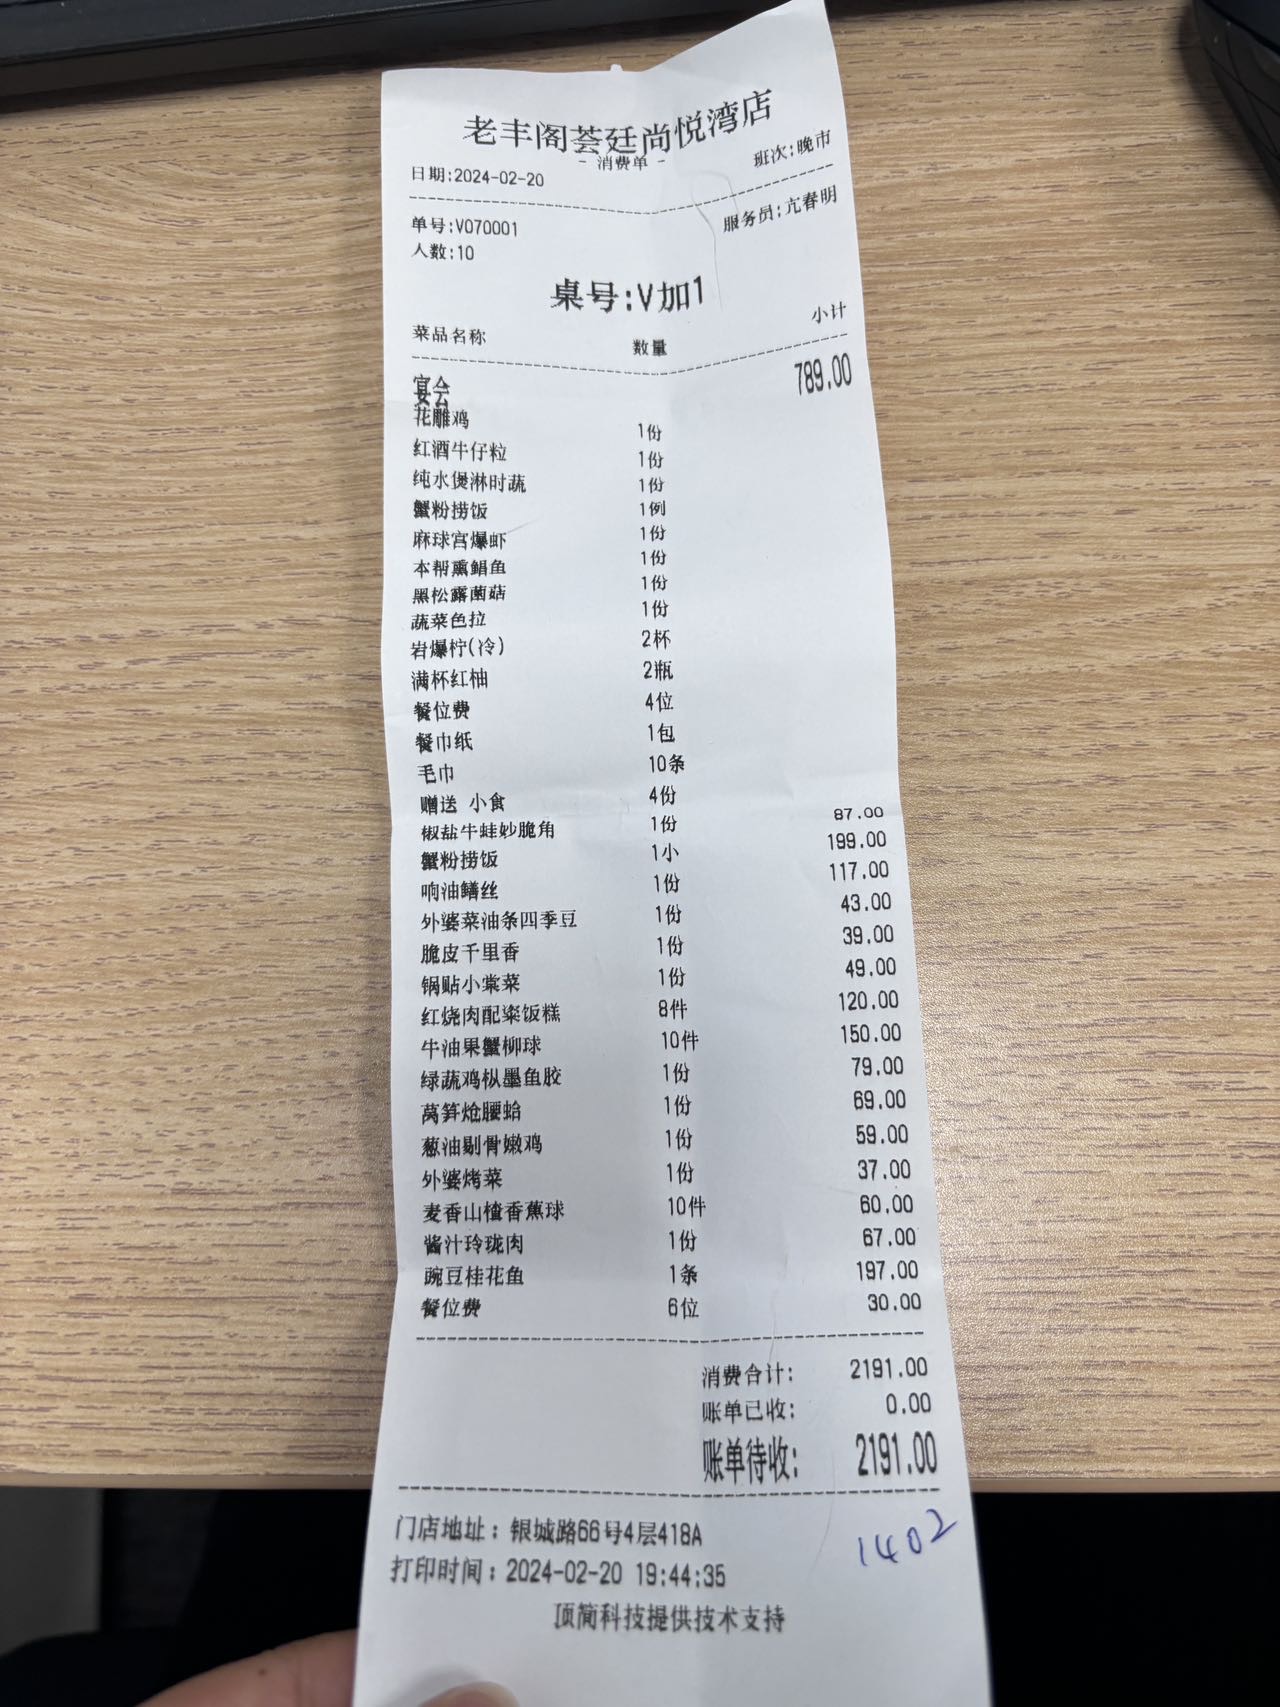 老丰阁荟廷尚悦湾店
- 消费单 -
日期:2024-02-20 班次:晚市
单号:V070001 服务员:亢春明
人数:10
桌号:V加1
菜品名称 数量 小计
宴会 789.00
花雕鸡 1份
红酒牛仔粒 1份
纯水煲淋时蔬 1份
蟹粉捞饭 1例
麻球宫爆虾 1份
本帮熏鲳鱼 1份
黑松露菌菇 1份
蔬菜色拉 1份
岩爆柠(冷) 2杯
满杯红柚 2瓶
餐位费 4位
餐巾纸 1包
毛巾 10条
赠送 小食 4份
椒盐牛蛙妙脆角 1份 87.00
蟹粉捞饭 1小 199.00
响油鳝丝 1份 117.00
外婆菜油条四季豆 1份 43.00
脆皮千里香 1份 39.00
锅贴小棠菜 1份 49.00
红烧肉配粢饭糕 8件 120.00
牛油果蟹柳球 10件 150.00
绿蔬鸡枞墨鱼胶 1份 79.00
莴笋炝腰蛤 1份 69.00
葱油剔骨嫩鸡 1份 59.00
外婆烤菜 1份 37.00
麦香山楂香蕉球 10件 60.00
酱汁玲珑肉 1份 67.00
豌豆桂花鱼 1条 197.00
餐位费 6位 30.00
消费合计: 2191.00
账单已收: 0.00
账单待收: 2191.00
门店地址: 银城路66号4层418A
1402
打印时间: 2024-02-20 19:44:35
顶简科技提供技术支持